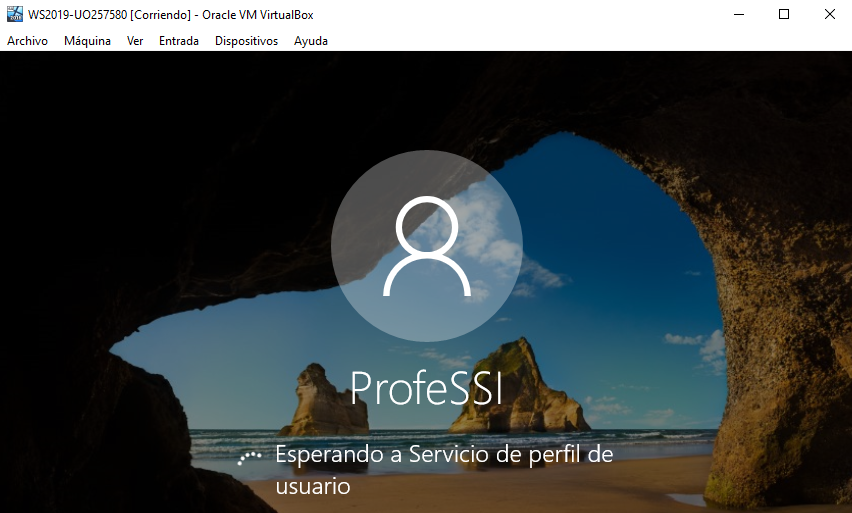 WS2019-UO257580 [Corriendo] - Oracle VM VirtualBox
Archivo Máquina Ver Entrada Dispositivos Ayuda
ProfeSSI
Esperando a Servicio de perfil de
usuario